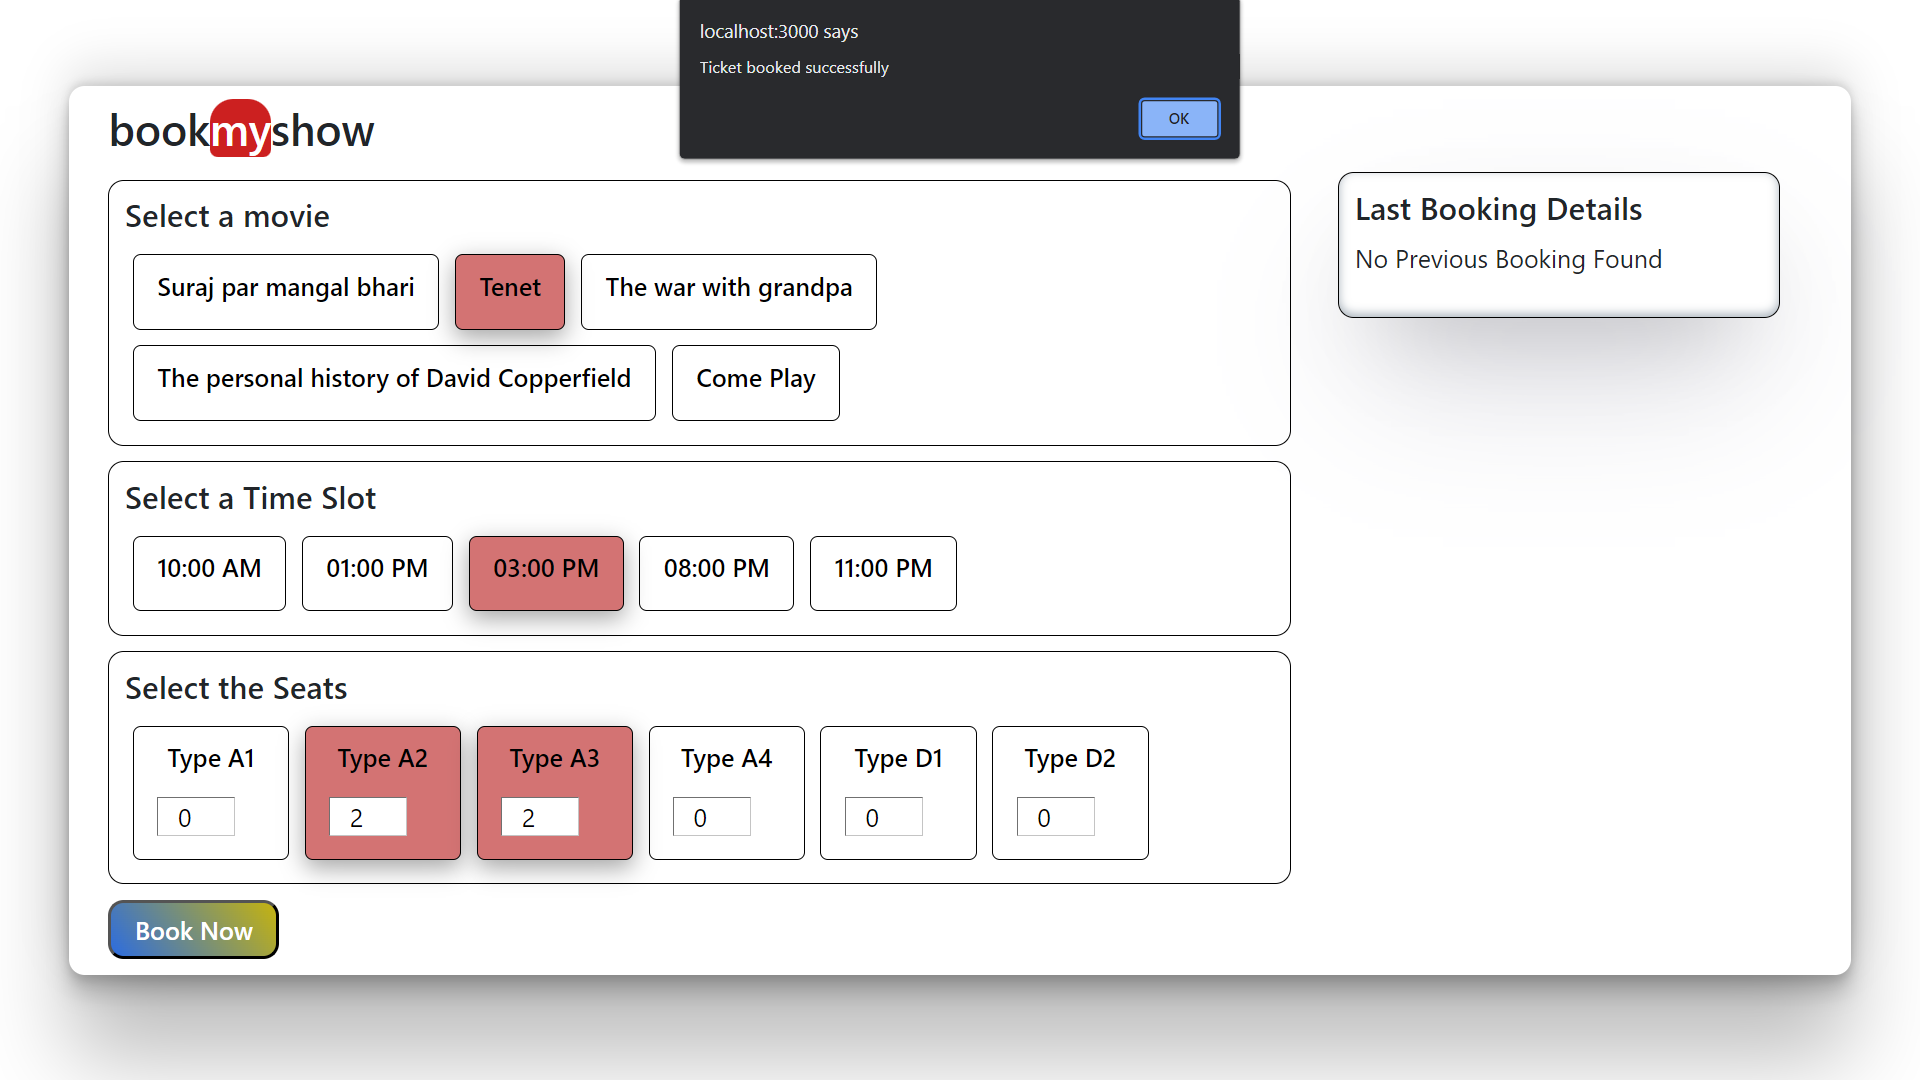 localhost:3000 says
Ticket booked successfully
OK
bookmyshow
Select a movie
Suraj par mangal bhari
Tenet
The war with grandpa
The personal history of David Copperfield
Come Play
Select a Time Slot
10:00 AM
01:00 PM
03:00 PM
08:00 PM
11:00 PM
Select the Seats
Type A1
Type A2
Type A3
Type A4
Type D1
Type D2
0
2
2
0
0
0
Book Now
Last Booking Details
No Previous Booking Found